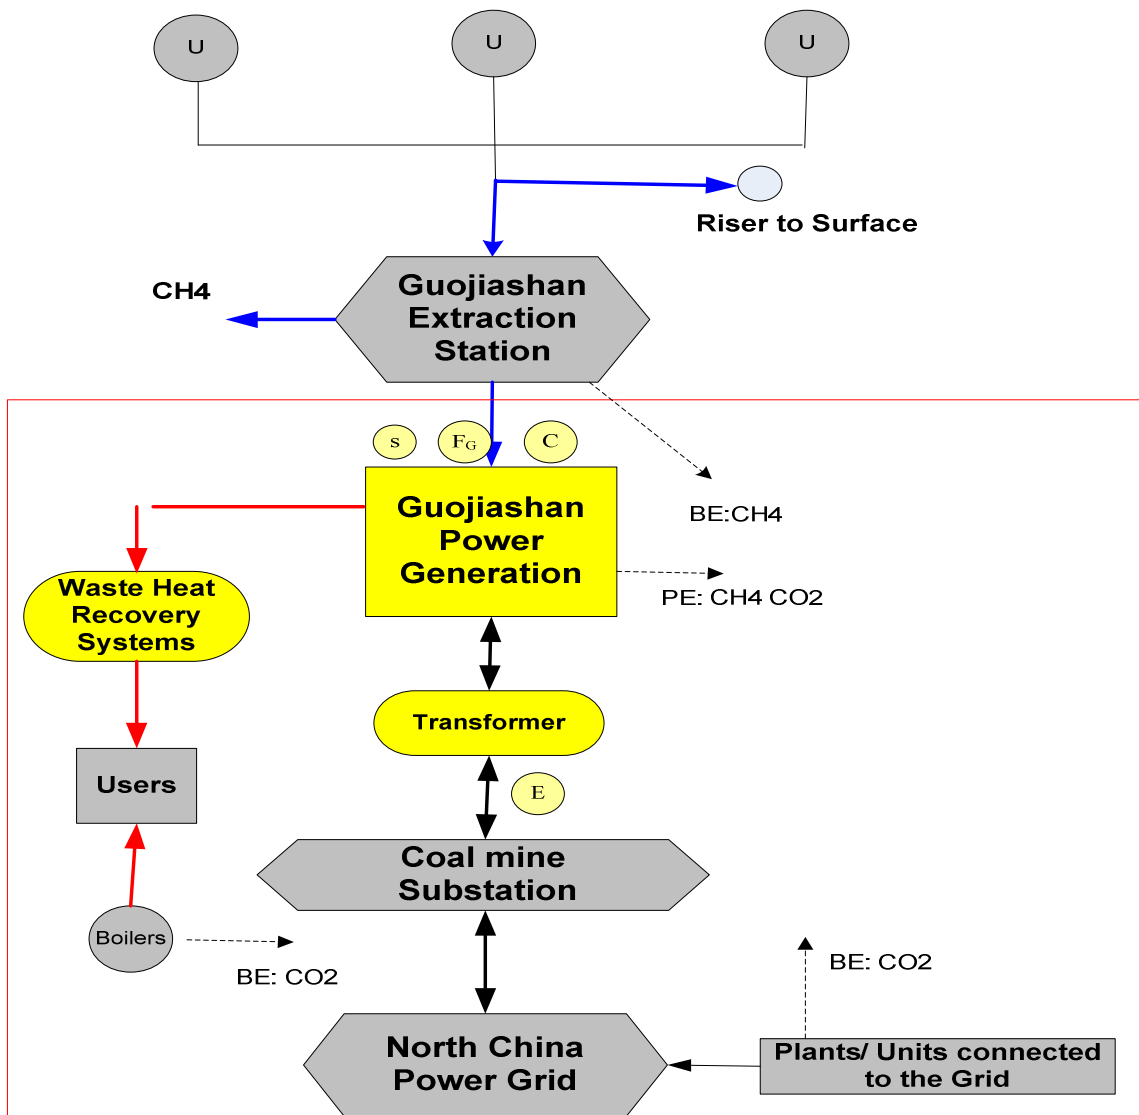 U
U
U
Riser to Surface
CH4
Guojiashan
Extraction
Station
s
FG
C
BE:CH4
Guojiashan
Power
Generation
PE: CH4 CO2
Waste Heat
Recovery
Systems
Transformer
Users
E
Coal mine
Substation
Boilers
BE: CO2
BE: CO2
North China
Power Grid
Plants/ Units connected
to the Grid